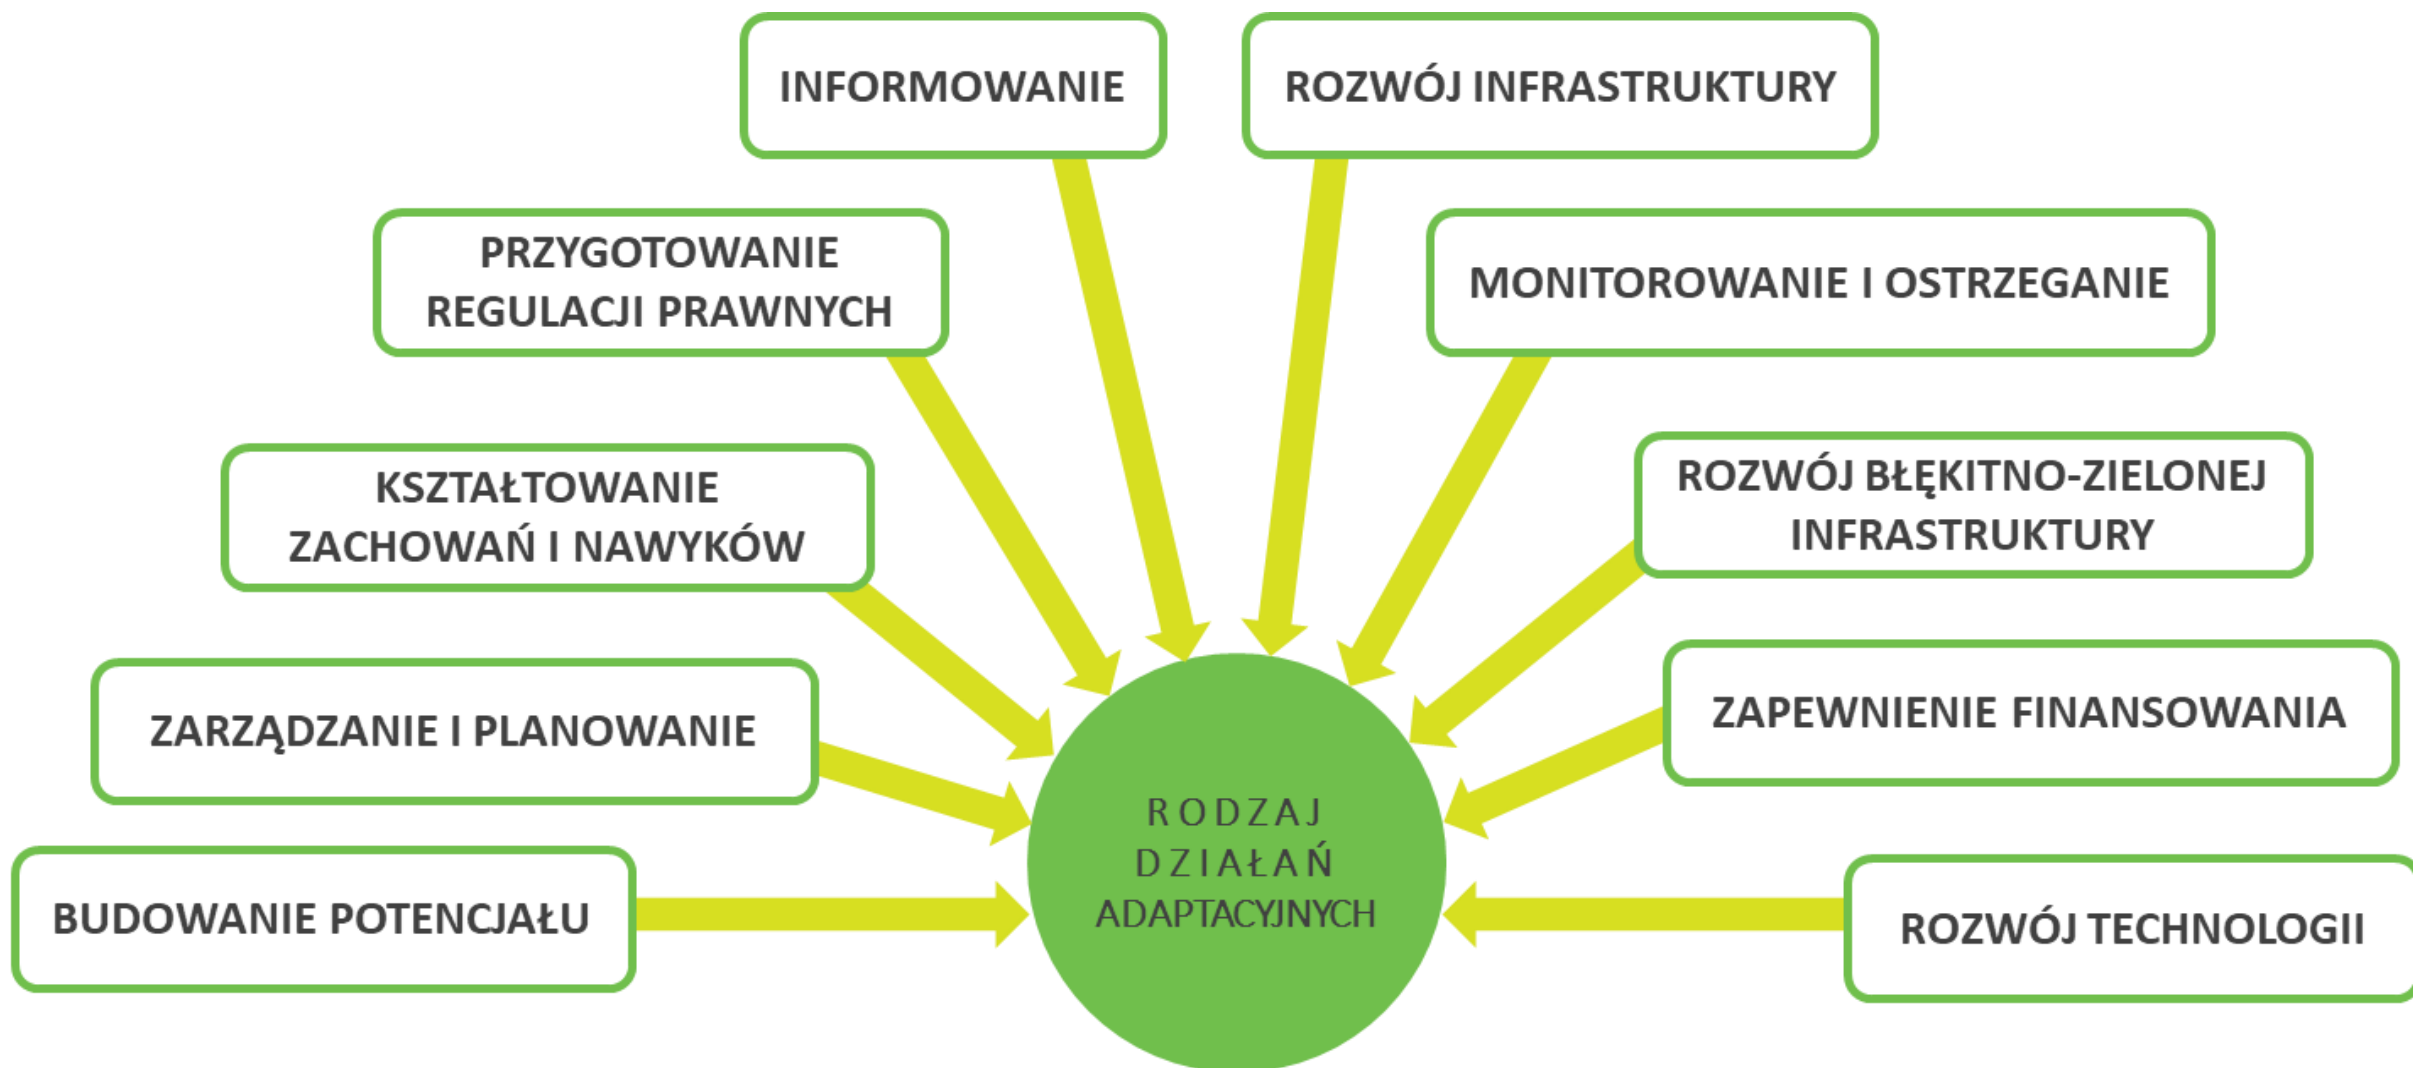 INFORMOWANIE
ROZWÓJ INFRASTRUKTURY
PRZYGOTOWANIE
REGULACJI PRAWNYCH
MONITOROWANIE I OSTRZEGANIE
KSZTAŁTOWANIE
ZACHOWAŃ I NAWYKÓW
ROZWÓJ BŁĘKITNO-ZIELONEJ
INFRASTRUKTURY
ZARZĄDZANIE I PLANOWANIE
ZAPEWNIENIE FINANSOWANIA
BUDOWANIE POTENCJAŁU
ROZWÓJ TECHNOLOGII
RODZAJ
DZIAŁAŃ
ADAPTACYJNYCH